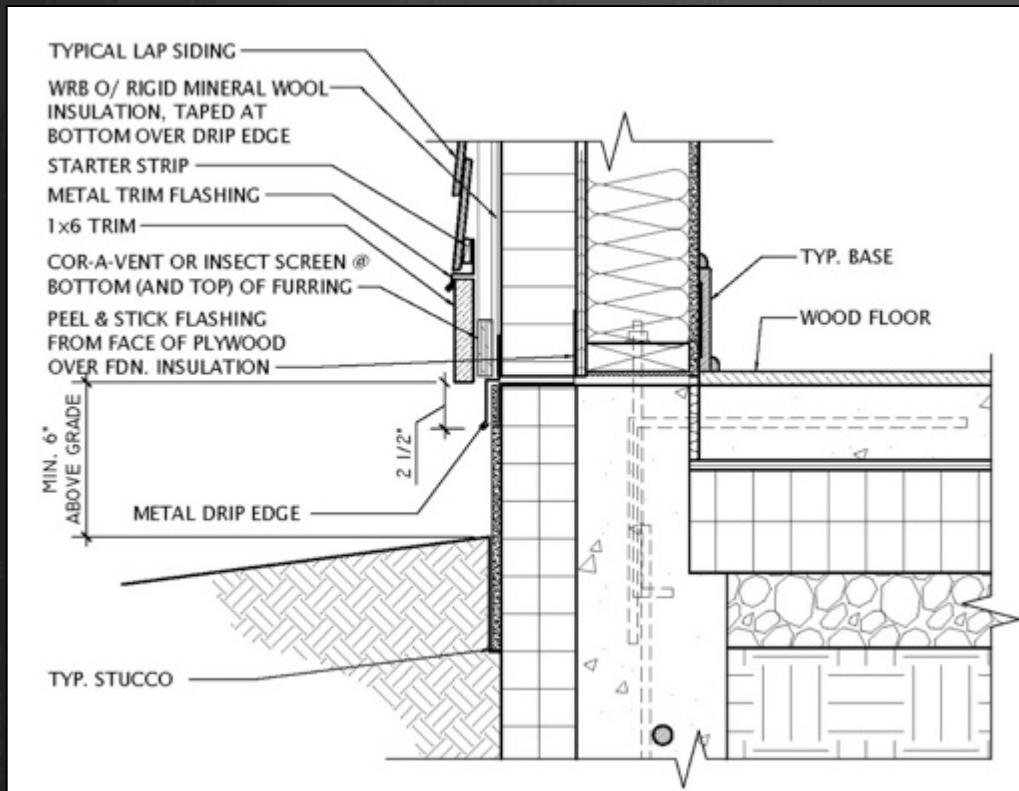 TYPICAL LAP SIDING
WRB O/ RIGID MINERAL WOOL
INSULATION, TAPED AT
BOTTOM OVER DRIP EDGE
STARTER STRIP
METAL TRIM FLASHING
1x6 TRIM
COR-A-VENT OR INSECT SCREEN @
BOTTOM (AND TOP) OF FURRING
PEEL & STICK FLASHING
FROM FACE OF PLYWOOD
OVER FDN. INSULATION
TYP. BASE
WOOD FLOOR
MIN. 6"
ABOVE GRADE
2 1/2"
METAL DRIP EDGE
TYP. STUCCO